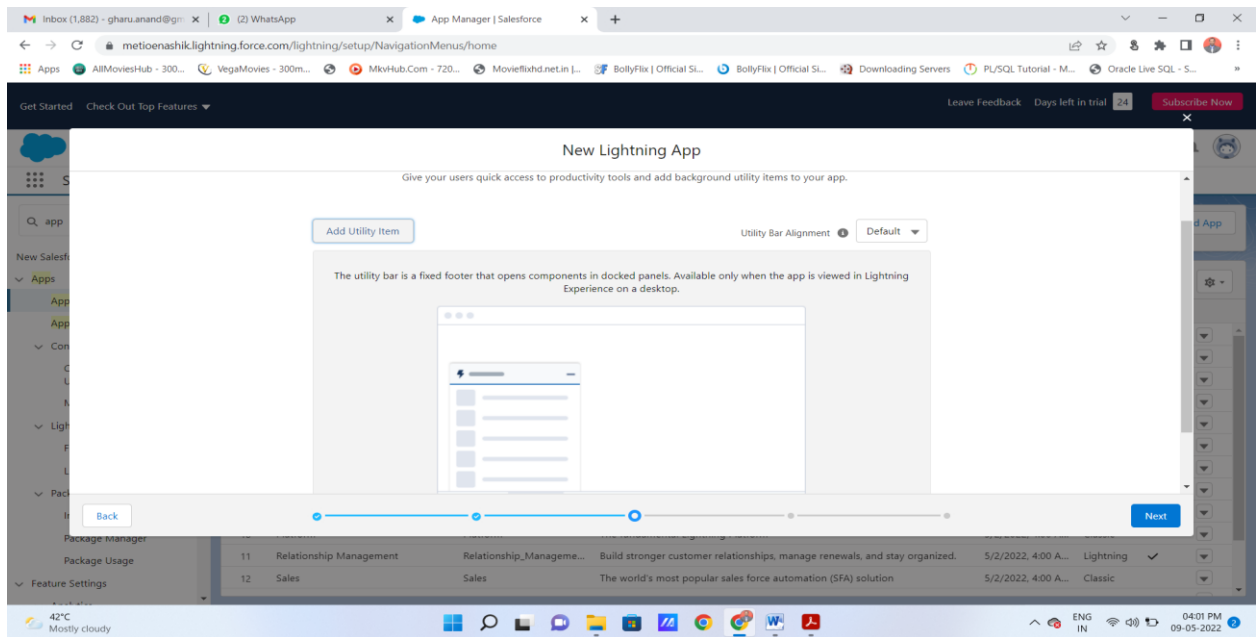 Inbox (1,882) - gharu.anand@gm
(2) WhatsApp
App Manager | Salesforce
metioenashik.lightning.force.com/lightning/setup/NavigationMenus/home
Apps
AllMoviesHub - 300...
VegaMovies - 300m...
MkvHub.Com - 720...
Movieflixhd.net.in |...
BollyFlix | Official Si...
BollyFlix | Official Si...
Downloading Servers
PL/SQL Tutorial - M...
Oracle Live SQL - S...
Get Started Check Out Top Features
Leave Feedback Days left in trial 24 Subscribe Now
New Lightning App
Give your users quick access to productivity tools and add background utility items to your app.
app
Add Utility Item
Utility Bar Alignment
Default
d App
The utility bar is a fixed footer that opens components in docked panels. Available only when the app is viewed in Lightning
Experience on a desktop.
New Salesf
Apps
App
App
Con
Ligh
Pack
Back
Next
Package Manager
11 Relationship Management Relationship_Manageme... Build stronger customer relationships, manage renewals, and stay organized. 5/2/2022, 4:00 A... Lightning
Package Usage
12 Sales Sales The world's most popular sales force automation (SFA) solution 5/2/2022, 4:00 A... Classic
Feature Settings
42°C
Mostly cloudy
ENG
IN
04:01 PM
09-05-2022
2